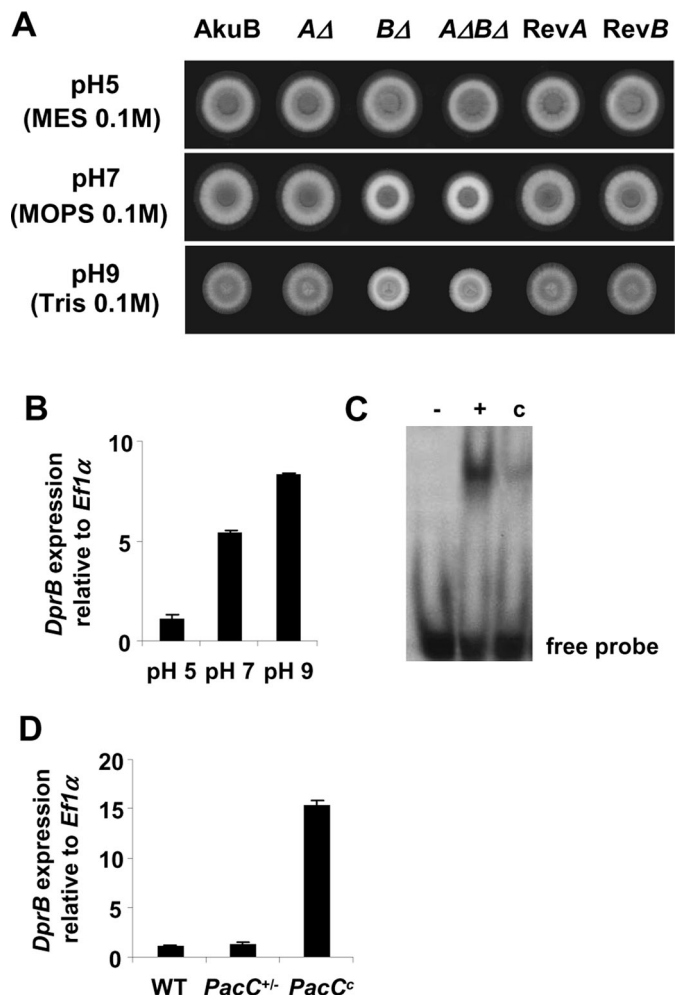 A
AkuB AΔ BΔ AΔBΔ RevA RevB
pH5
(MES 0.1M)
pH7
(MOPS 0.1M)
pH9
(Tris 0.1M)
B
DprB expression
relative to Ef1α
10
5
0
pH 5 pH 7 pH 9
C
- + c
free probe
D
DprB expression
relative to Ef1α
20
15
10
5
0
WT PacC+/- PacCc